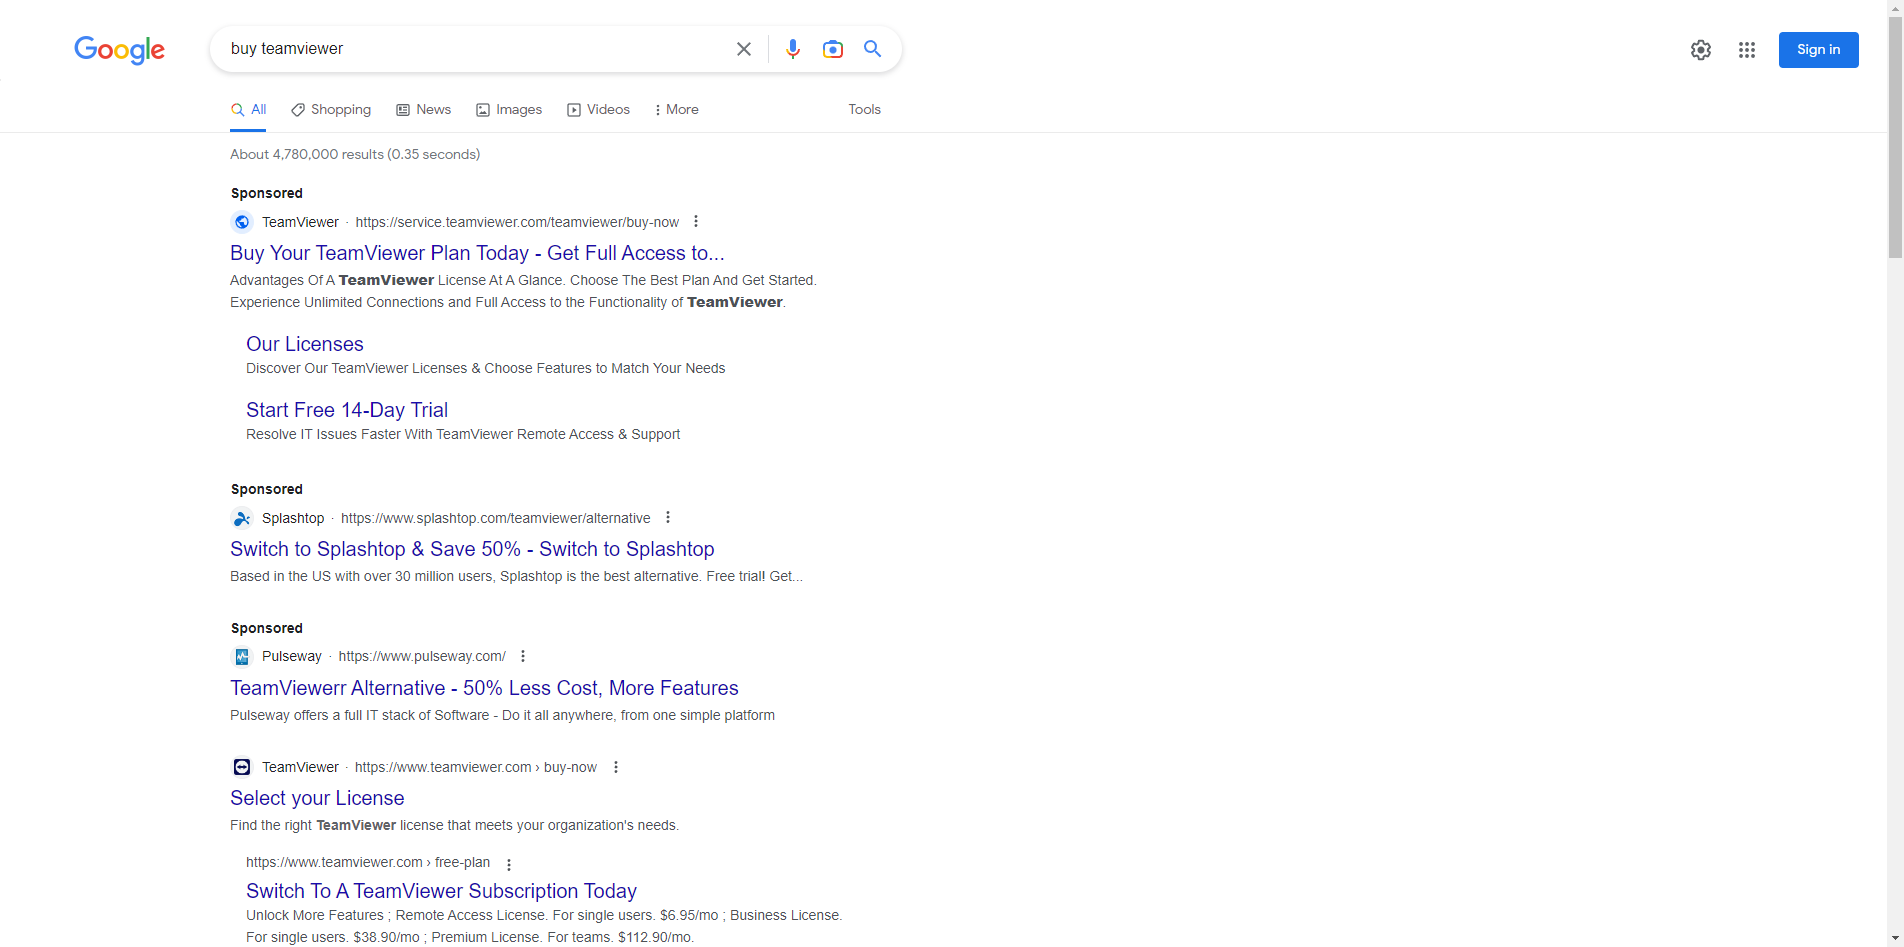 Google
buy teamviewer
Sign in
All Shopping News Images Videos More Tools
About 4,780,000 results (0.35 seconds)
Sponsored
TeamViewer · https://service.teamviewer.com/teamviewer/buy-now
Buy Your TeamViewer Plan Today - Get Full Access to...
Advantages Of A TeamViewer License At A Glance. Choose The Best Plan And Get Started.
Experience Unlimited Connections and Full Access to the Functionality of TeamViewer.
Our Licenses
Discover Our TeamViewer Licenses & Choose Features to Match Your Needs
Start Free 14-Day Trial
Resolve IT Issues Faster With TeamViewer Remote Access & Support
Sponsored
Splashtop · https://www.splashtop.com/teamviewer/alternative
Switch to Splashtop & Save 50% - Switch to Splashtop
Based in the US with over 30 million users, Splashtop is the best alternative. Free trial! Get...
Sponsored
Pulseway · https://www.pulseway.com/
TeamViewerr Alternative - 50% Less Cost, More Features
Pulseway offers a full IT stack of Software - Do it all anywhere, from one simple platform
TeamViewer · https://www.teamviewer.com › buy-now
Select your License
Find the right TeamViewer license that meets your organization's needs.
https://www.teamviewer.com › free-plan
Switch To A TeamViewer Subscription Today
Unlock More Features ; Remote Access License. For single users. $6.95/mo ; Business License.
For single users. $38.90/mo ; Premium License. For teams. $112.90/mo.